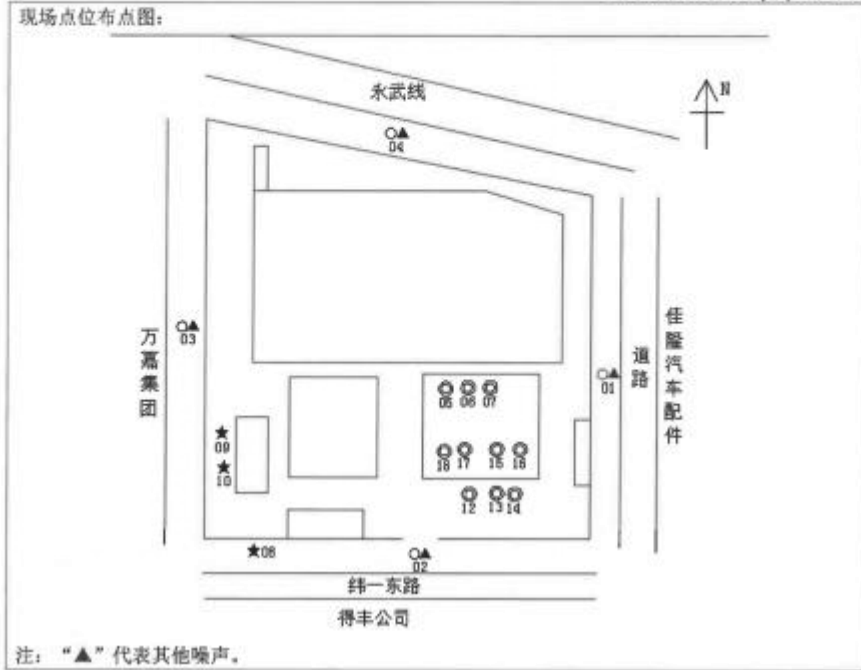 现场点位布点图：
永武线
N
○▲
04
万嘉集团
○▲
03
佳隆汽车配件
道路
○▲
01
05 06 07
★
09
★
10
18 17 15 16
12 13 14
★08
○▲
02
纬一东路
得丰公司
注：“▲”代表其他噪声。